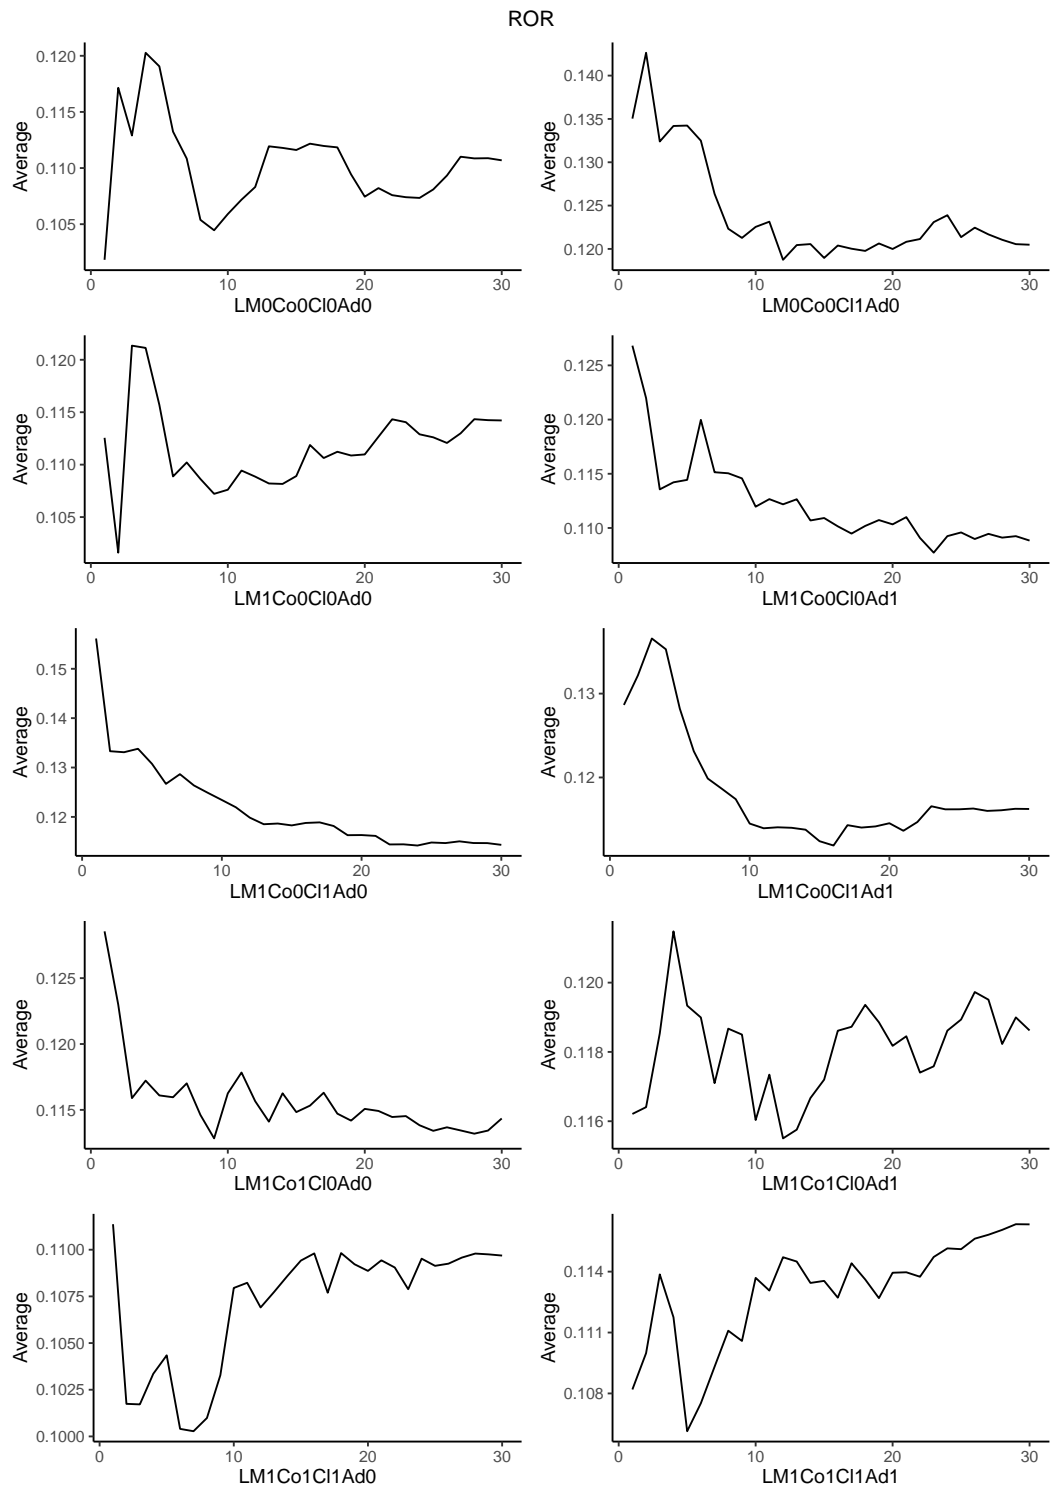 ROR
0.120
0.115
0.110
0.105
Average
0 10 20 30
LM0Co0Cl0Ad0
0.140
0.135
0.130
0.125
0.120
Average
0 10 20 30
LM0Co0Cl1Ad0
0.120
0.115
0.110
0.105
Average
0 10 20 30
LM1Co0Cl0Ad0
0.125
0.120
0.115
0.110
Average
0 10 20 30
LM1Co0Cl0Ad1
0.15
0.14
0.13
0.12
Average
0 10 20 30
LM1Co0Cl1Ad0
0.13
0.12
Average
0 10 20 30
LM1Co0Cl1Ad1
0.125
0.120
0.115
Average
0 10 20 30
LM1Co1Cl0Ad0
0.120
0.118
0.116
Average
0 10 20 30
LM1Co1Cl0Ad1
0.1100
0.1075
0.1050
0.1025
0.1000
Average
0 10 20 30
LM1Co1Cl1Ad0
0.114
0.111
0.108
Average
0 10 20 30
LM1Co1Cl1Ad1